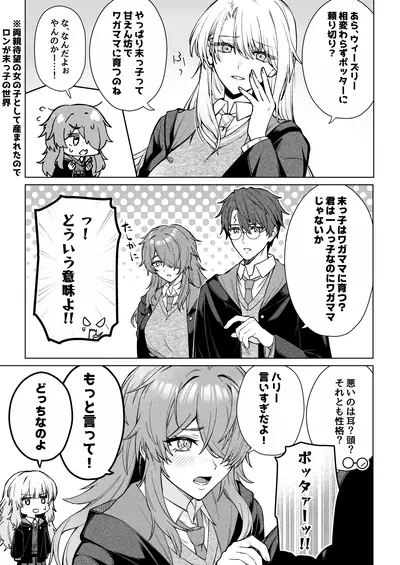 あら、ウィーズリー
相変わらずポッターに
頼り切り？
やっぱり末っ子って
甘えん坊で
ワガママに育つのね
な、なんだよぉ
やんのかー！！
※両親待望の女の子として産まれたので
ロンが末っ子の世界
末っ子はワガママに育つ？
君は一人っ子なのにワガママ
じゃないか
たしかに
っ！
どういう意味よ!!
悪いのは耳？頭？
それとも性格？
ポッタァーッ!!
ハリー
言いすぎだよ！
もっと言って！
どっちなのよ